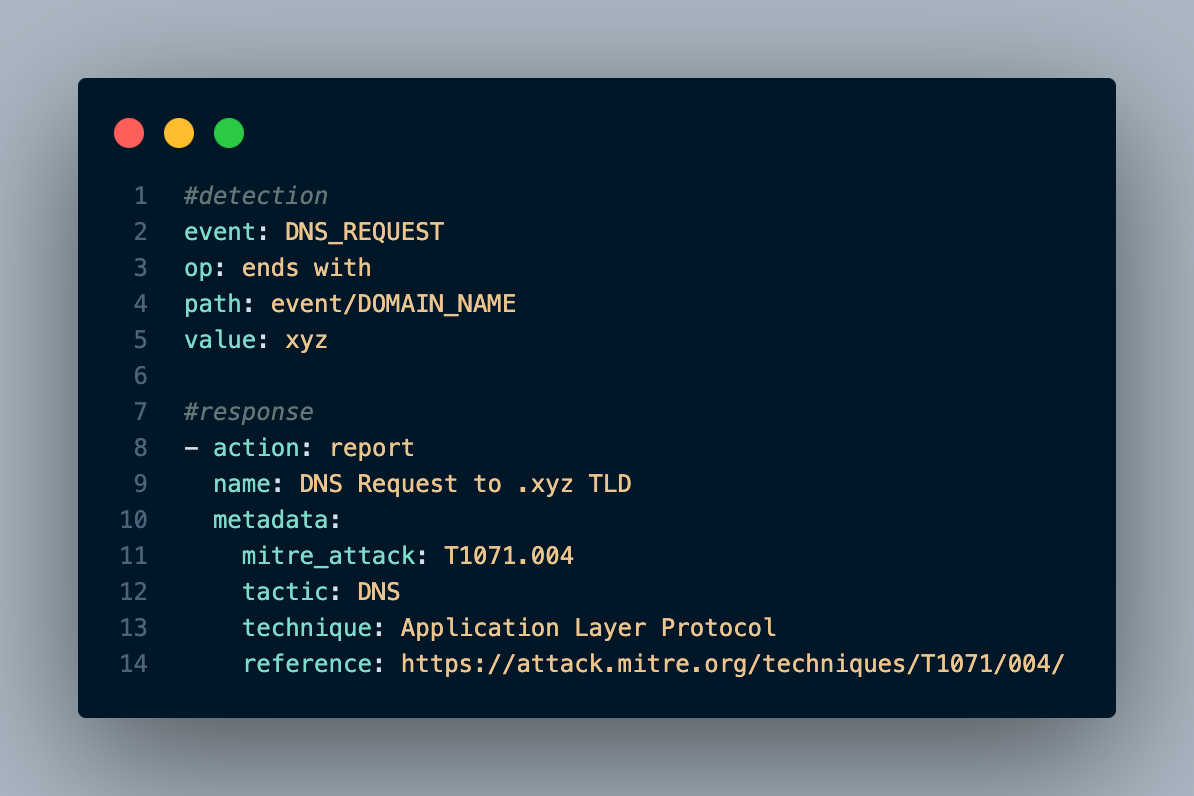 1 #detection
2 event: DNS_REQUEST
3 op: ends with
4 path: event/DOMAIN_NAME
5 value: xyz
6
7 #response
8 - action: report
9   name: DNS Request to .xyz TLD
10   metadata:
11     mitre_attack: T1071.004
12     tactic: DNS
13     technique: Application Layer Protocol
14     reference: https://attack.mitre.org/techniques/T1071/004/